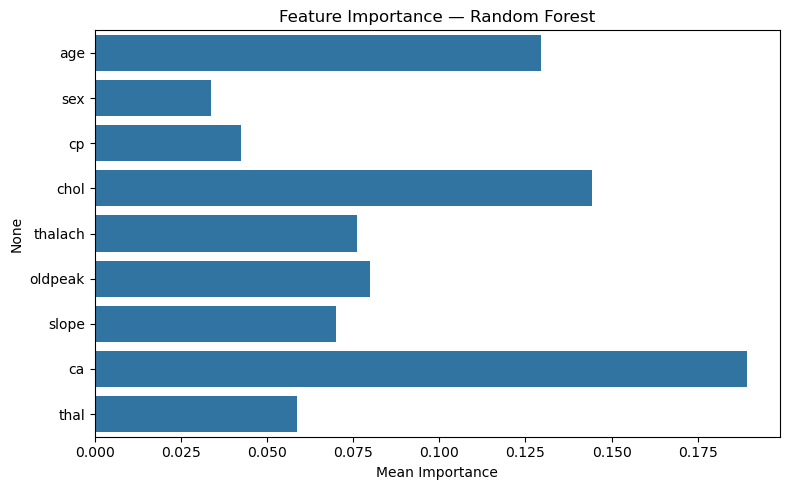 Feature Importance — Random Forest
age
sex
cp
chol
thalach
oldpeak
slope
ca
thal
None
0.000 0.025 0.050 0.075 0.100 0.125 0.150 0.175
Mean Importance